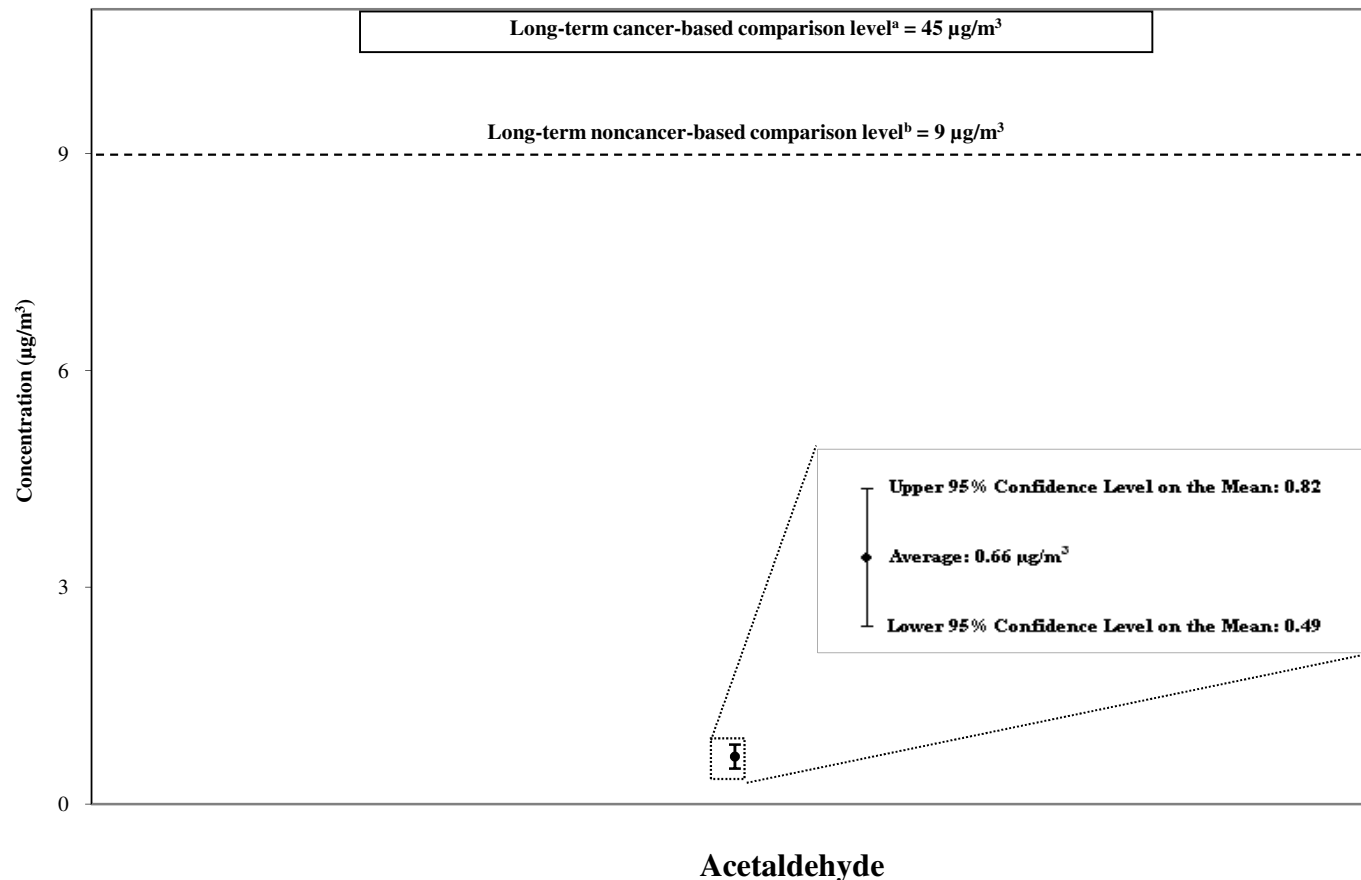 Long-term cancer-based comparison levelᵃ = 45 µg/m³
Long-term noncancer-based comparison levelᵇ = 9 µg/m³
9
Concentration (µg/m³)
6
Upper 95% Confidence Level on the Mean: 0.82
Average: 0.66 µg/m³
3
Lower 95% Confidence Level on the Mean: 0.49
0
Acetaldehyde